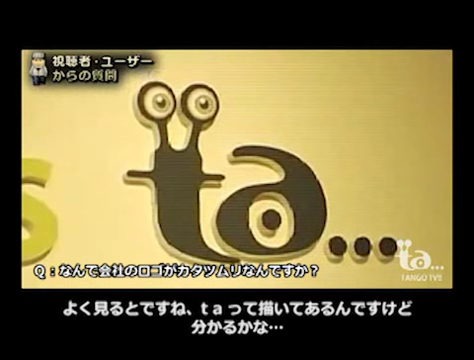 視聴者・ユーザー
からの質問
ta...
Q：なんで会社のロゴがカタツムリなんですか？
ta...
TANGO TV!!
よく見るとですね、ｔａって描いてあるんですけど
分かるかな…